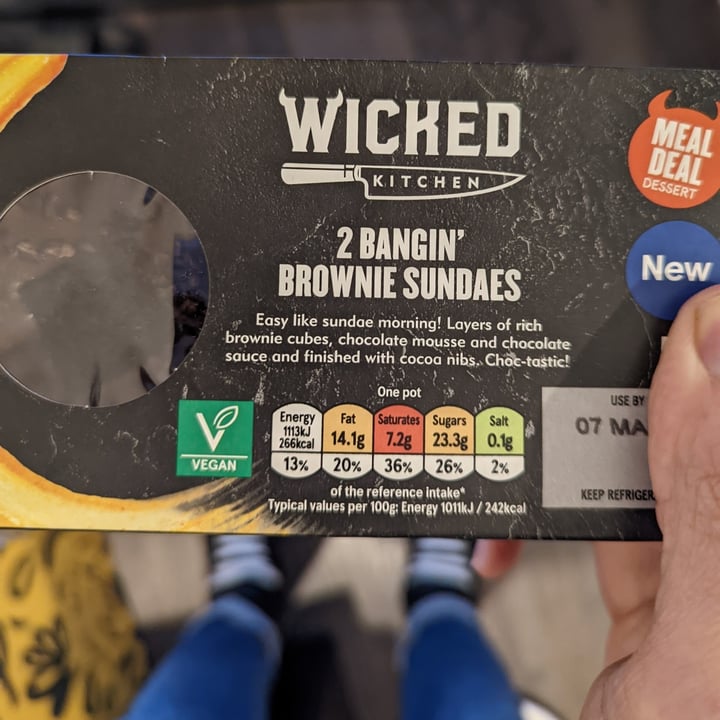 WICKED
KITCHEN
2 BANGIN'
BROWNIE SUNDAES
Easy like sundae morning! Layers of rich
brownie cubes, chocolate mousse and chocolate
sauce and finished with cocoa nibs. Choc-tastic!
MEAL
DEAL
DESSERT
New
V
VEGAN
One pot
Energy Fat Saturates Sugars Salt
1113kJ
266kcal 14.1g 7.2g 23.3g 0.1g
13% 20% 36% 26% 2%
of the reference intake*
Typical values per 100g: Energy 1011kJ / 242kcal
USE BY
07 MA
KEEP REFRIGER